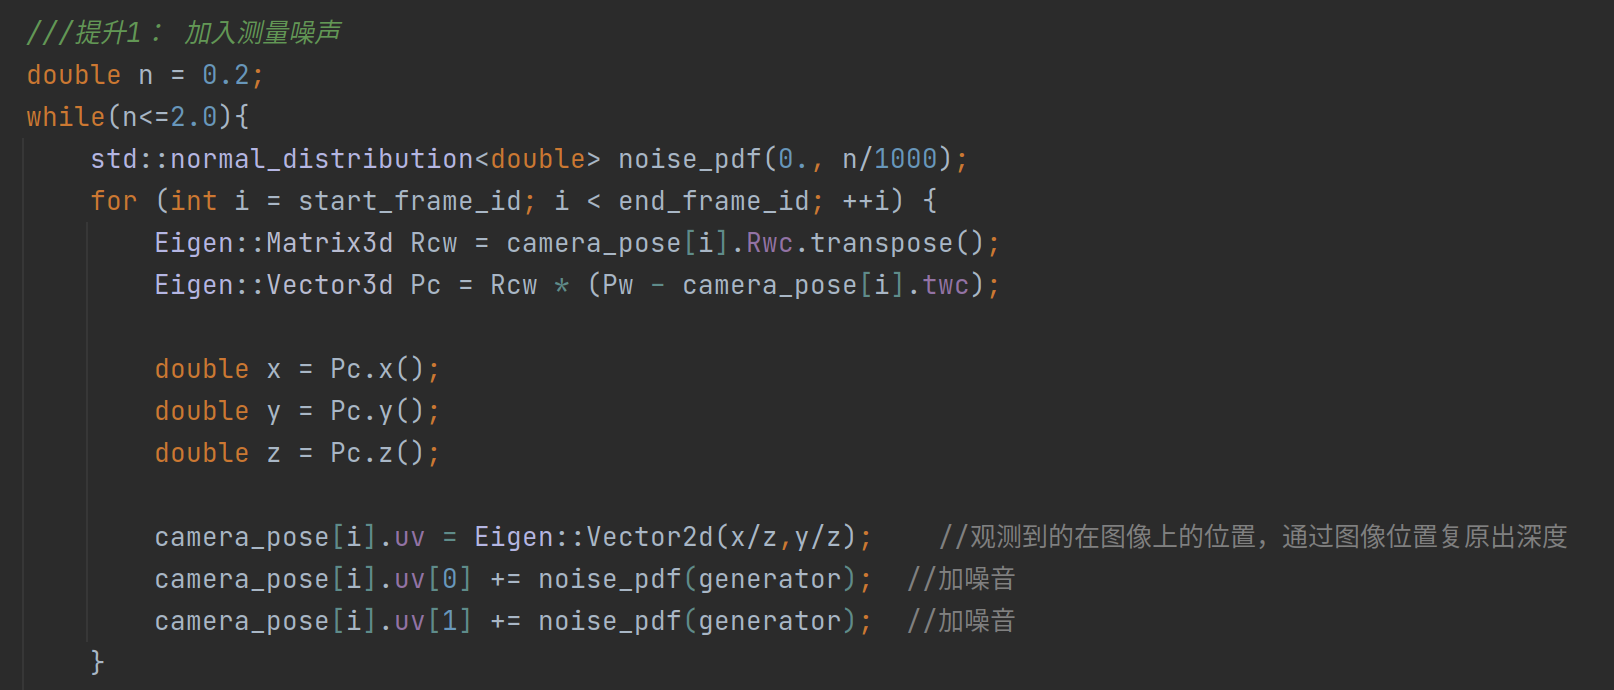 ///提升1： 加入测量噪声
double n = 0.2;
while(n<=2.0){
    std::normal_distribution<double> noise_pdf(0., n/1000);
    for (int i = start_frame_id; i < end_frame_id; ++i) {
        Eigen::Matrix3d Rcw = camera_pose[i].Rwc.transpose();
        Eigen::Vector3d Pc = Rcw * (Pw - camera_pose[i].twc);
        double x = Pc.x();
        double y = Pc.y();
        double z = Pc.z();
        camera_pose[i].uv = Eigen::Vector2d(x/z,y/z);    //观测到的在图像上的位置，通过图像位置复原出深度
        camera_pose[i].uv[0] += noise_pdf(generator);  //加噪音
        camera_pose[i].uv[1] += noise_pdf(generator);  //加噪音
    }